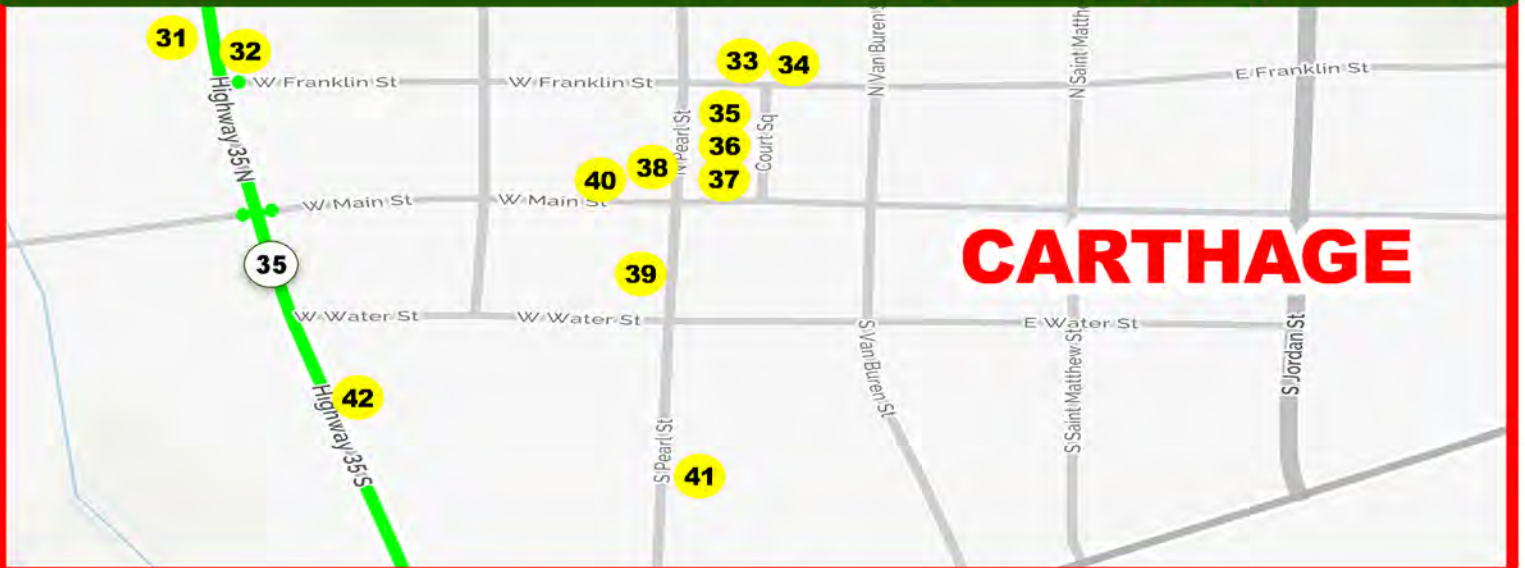 31
32
33
34
N Van Buren S
N Saint Matthe
W Franklin St
W Franklin St
E Franklin St
Highway 35 N
35
36
37
38
40
N Pearl St
Court Sq
W Main St
W Main St
CARTHAGE
35
39
W Water St
W Water St
E Water St
S Van Buren St
S Saint Matthew St
S Jordan St
42
Highway 35 S
S Pearl St
41